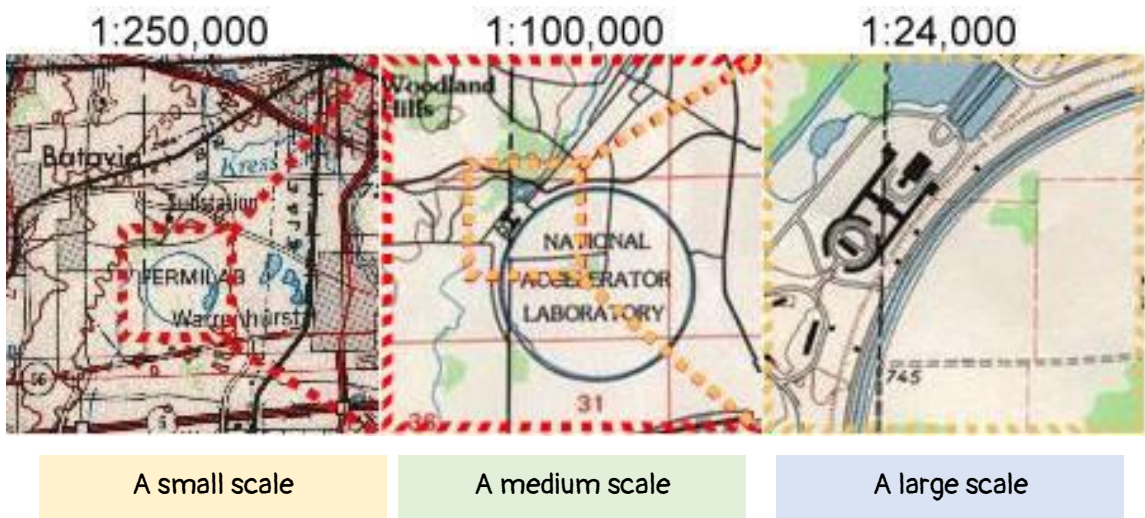 1:250,000
1:100,000
1:24,000
Batavia
750
Kress
Substation
FERMILAB
Warrenhurst
56
Woodland
Hills
NATIONAL
ACCELERATOR
LABORATORY
36
31
745
A small scale
A medium scale
A large scale